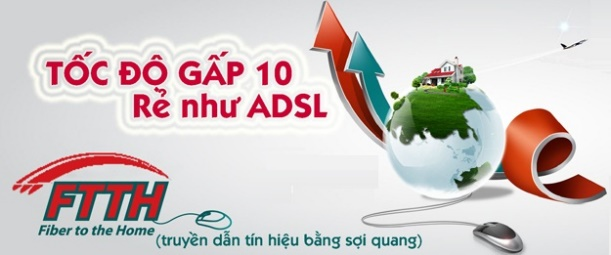 TỐC ĐỘ GẤP 10
Rẻ như ADSL
FTTH
Fiber to the Home
(truyền dẫn tín hiệu bằng sợi quang)